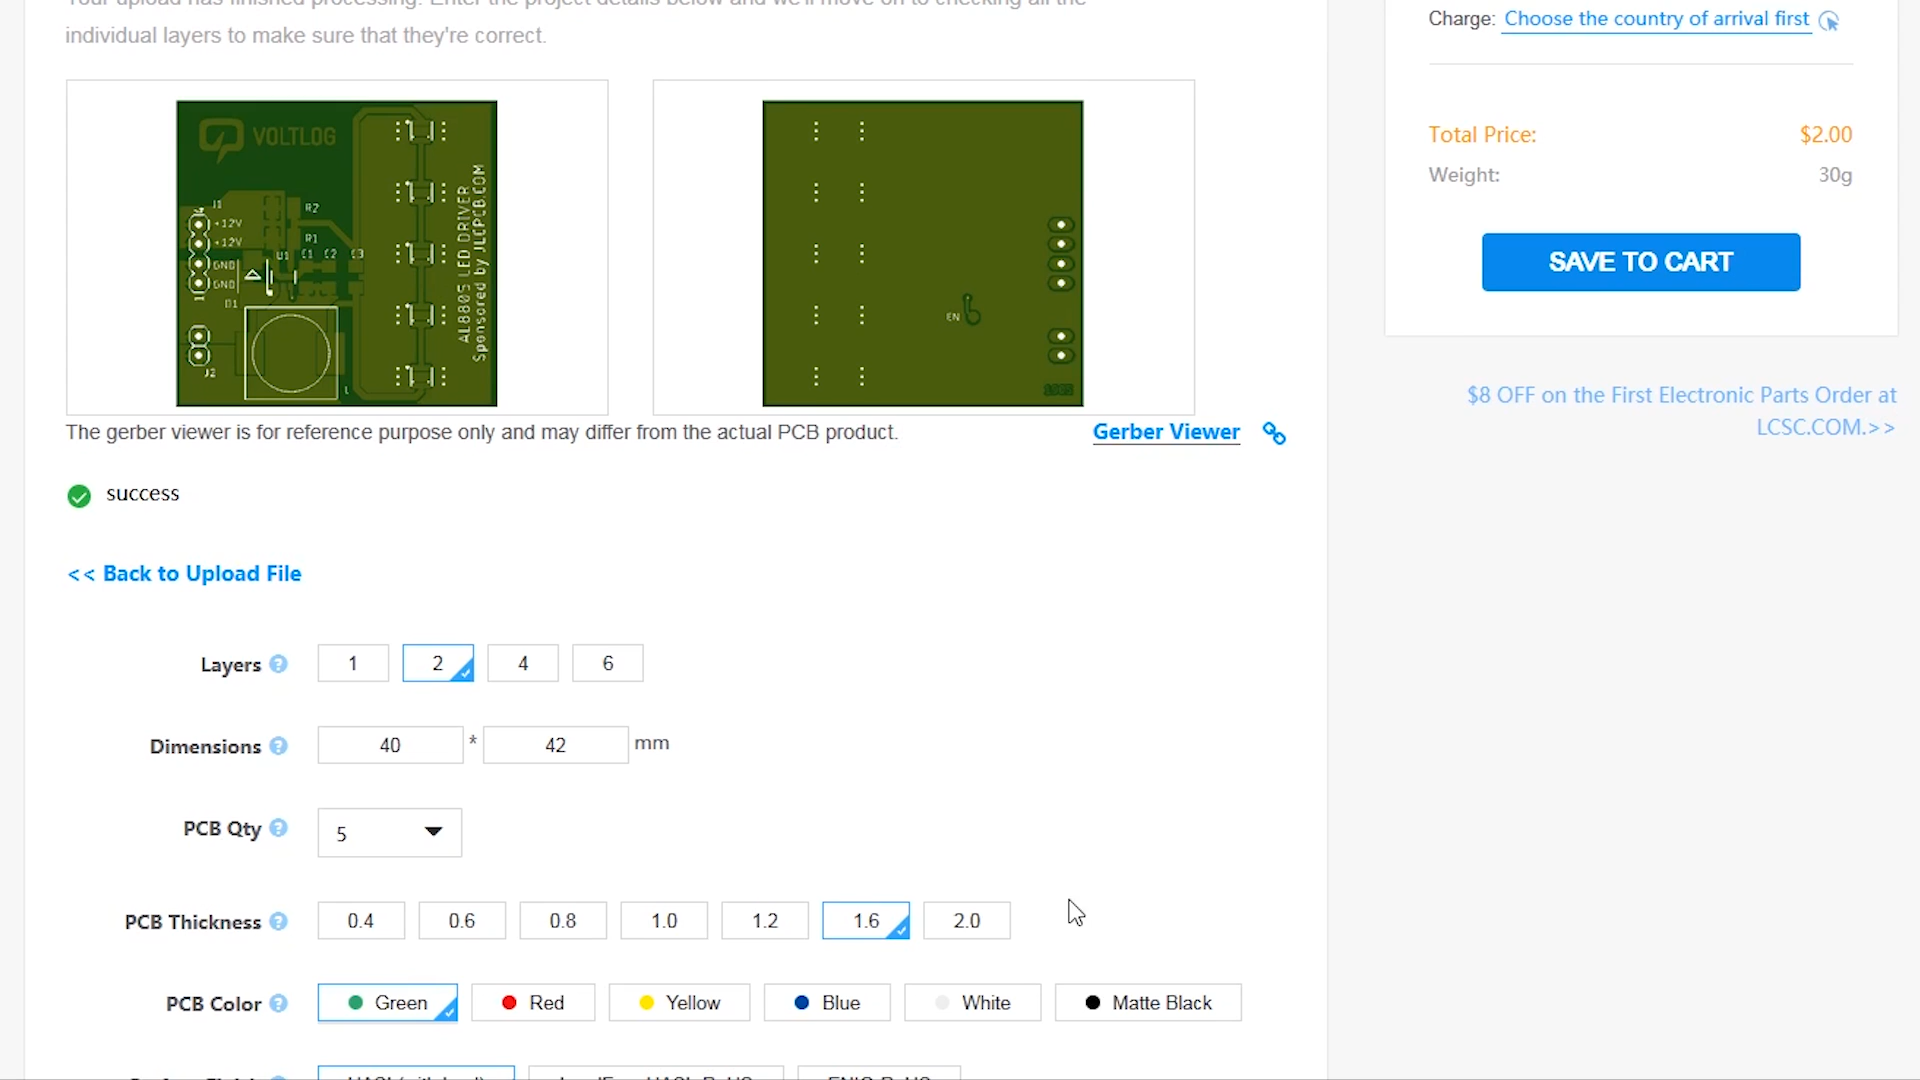 individual layers to make sure that they're correct.
VOLTLOG
J1
+12V
+12V
GND
GND
R2
R1
U1 C1 C2 C3
D1
J2
L
AL8805 LED DRIVER
Sponsored by JLCPCB.COM
EN
The gerber viewer is for reference purpose only and may differ from the actual PCB product.
Gerber Viewer
success
<< Back to Upload File
Layers ? 1 2 4 6
Dimensions ? 40 * 42 mm
PCB Qty ? 5
PCB Thickness ? 0.4 0.6 0.8 1.0 1.2 1.6 2.0
PCB Color ? Green Red Yellow Blue White Matte Black
Charge: Choose the country of arrival first
Total Price: $2.00
Weight: 30g
SAVE TO CART
$8 OFF on the First Electronic Parts Order at
LCSC.COM.>>